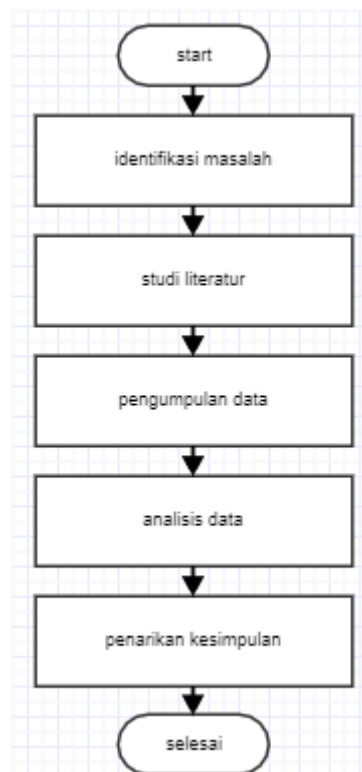 start
identifikasi masalah
studi literatur
pengumpulan data
analisis data
penarikan kesimpulan
selesai